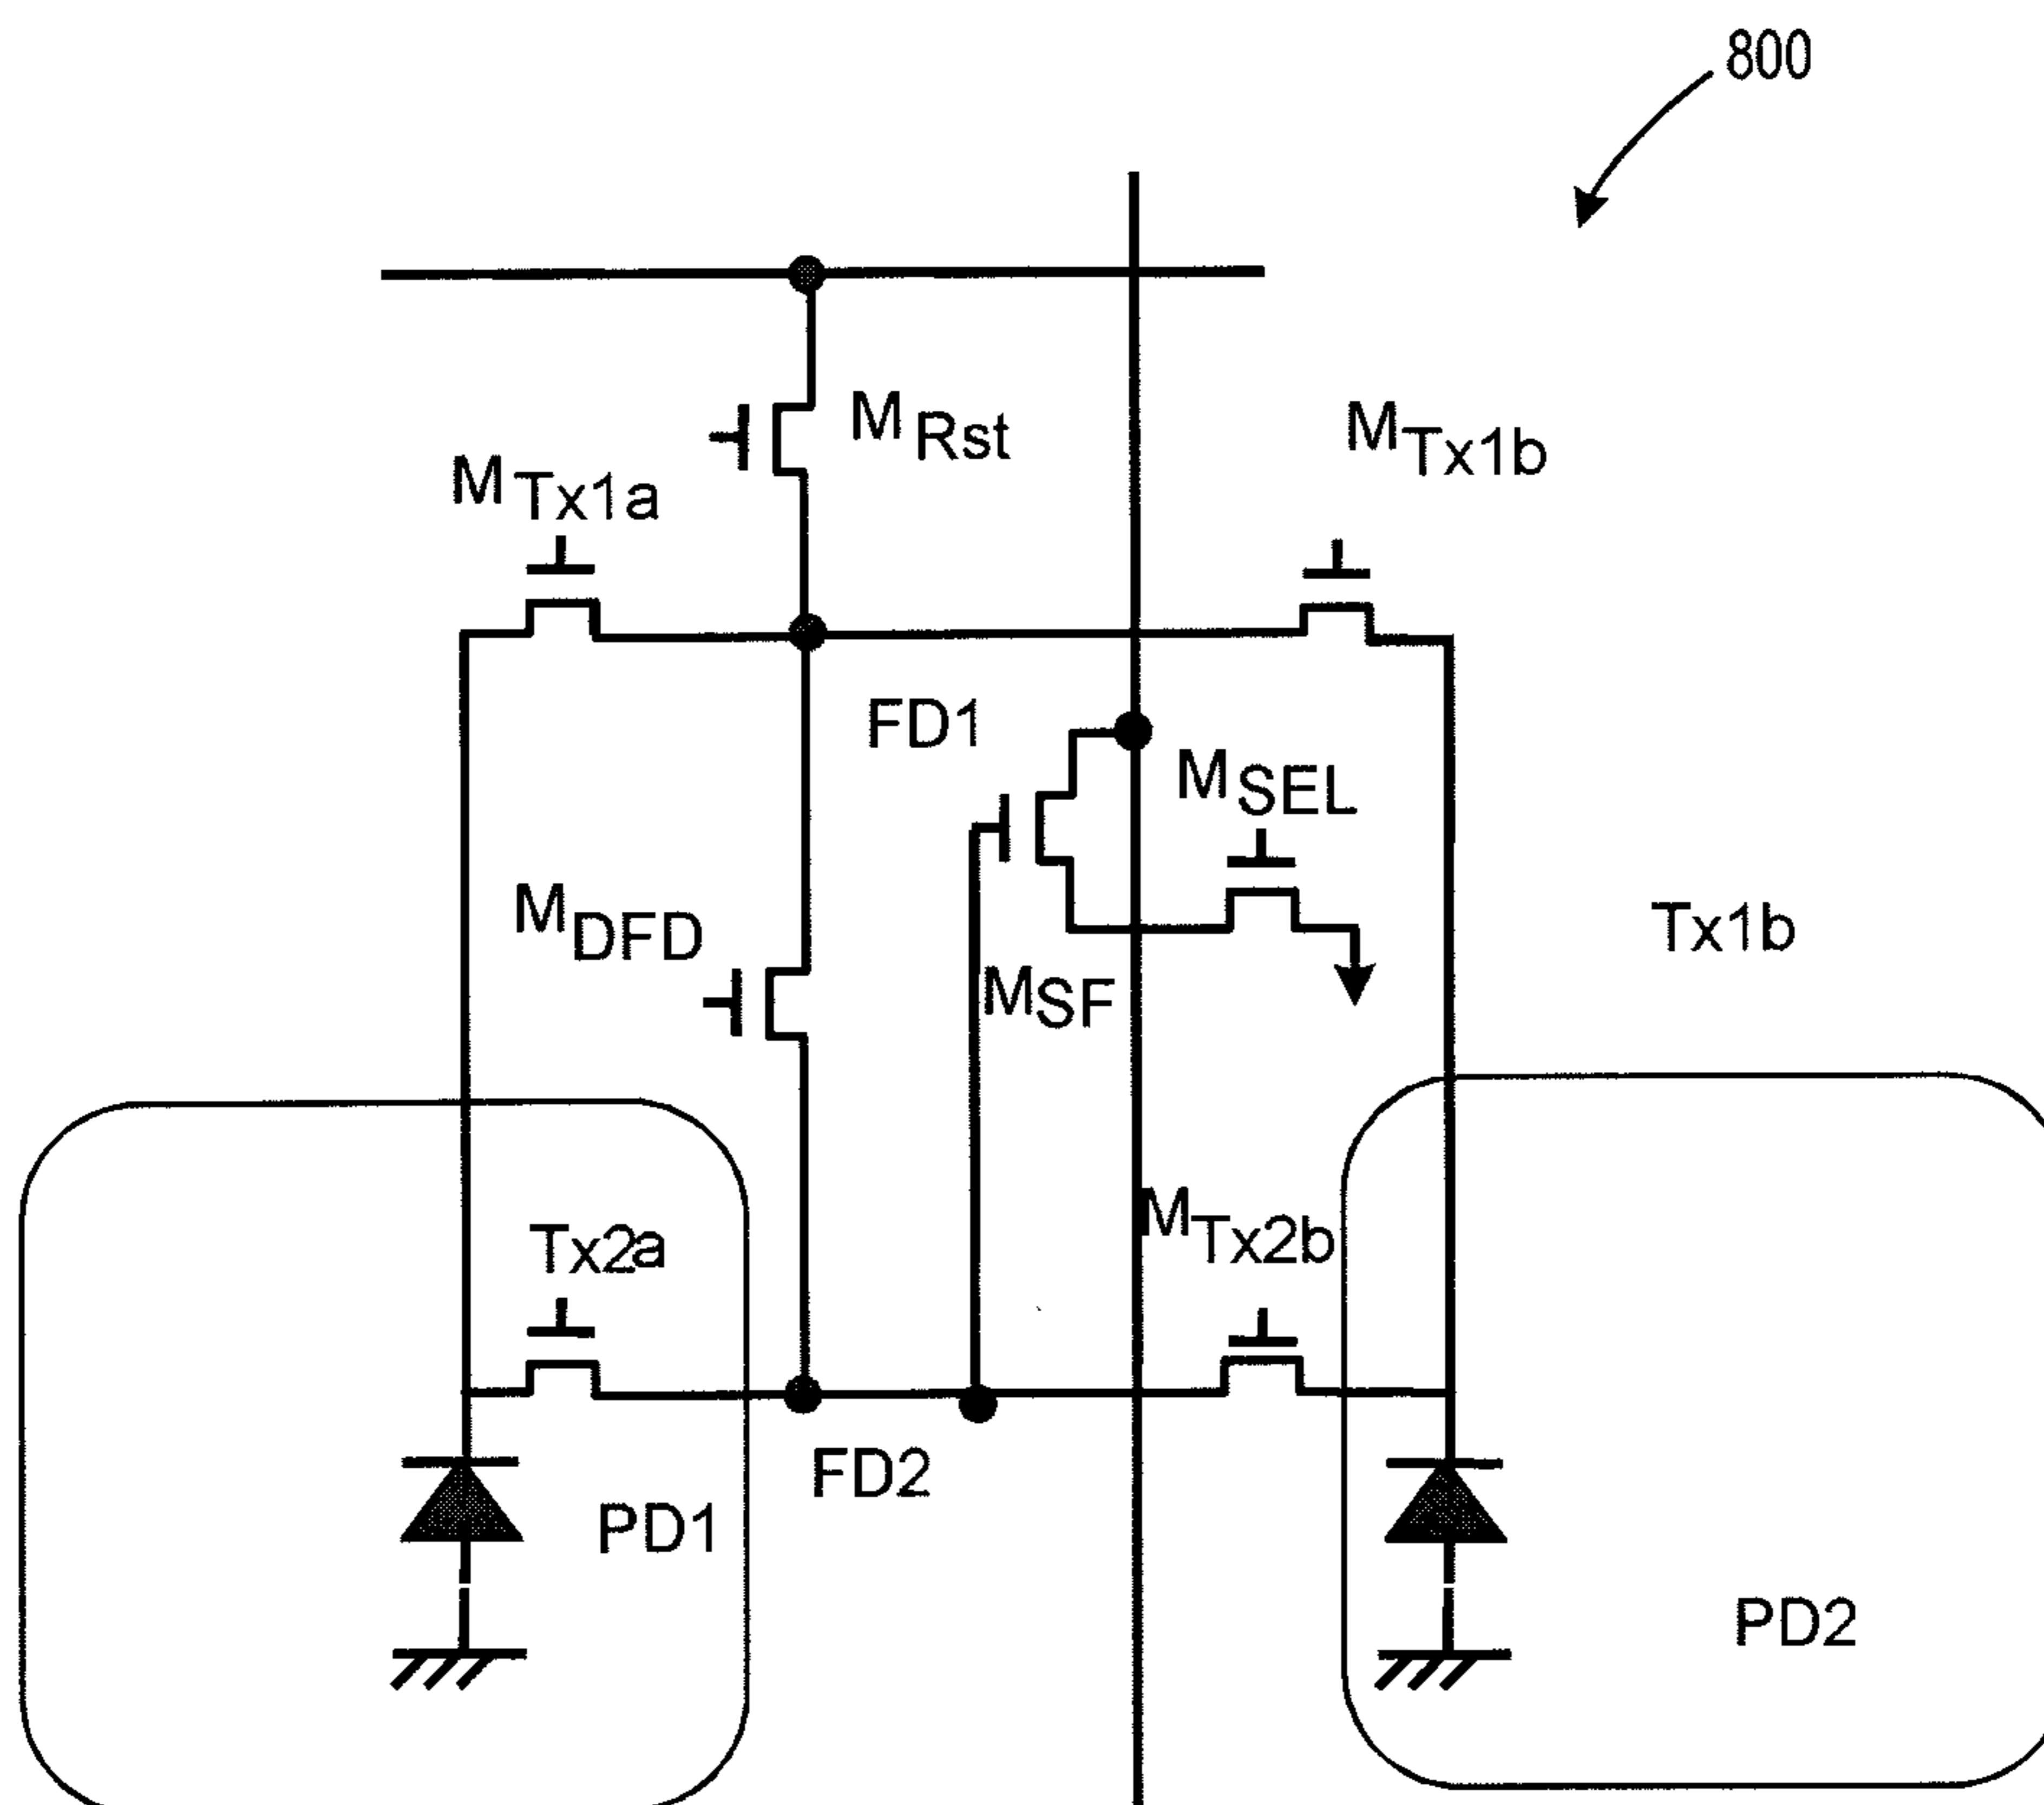 800
MRst
MTx1b
MTx1a
FD1
MSEL
MDFD
Tx1b
MSF
MTx2b
Tx2a
FD2
PD1
PD2